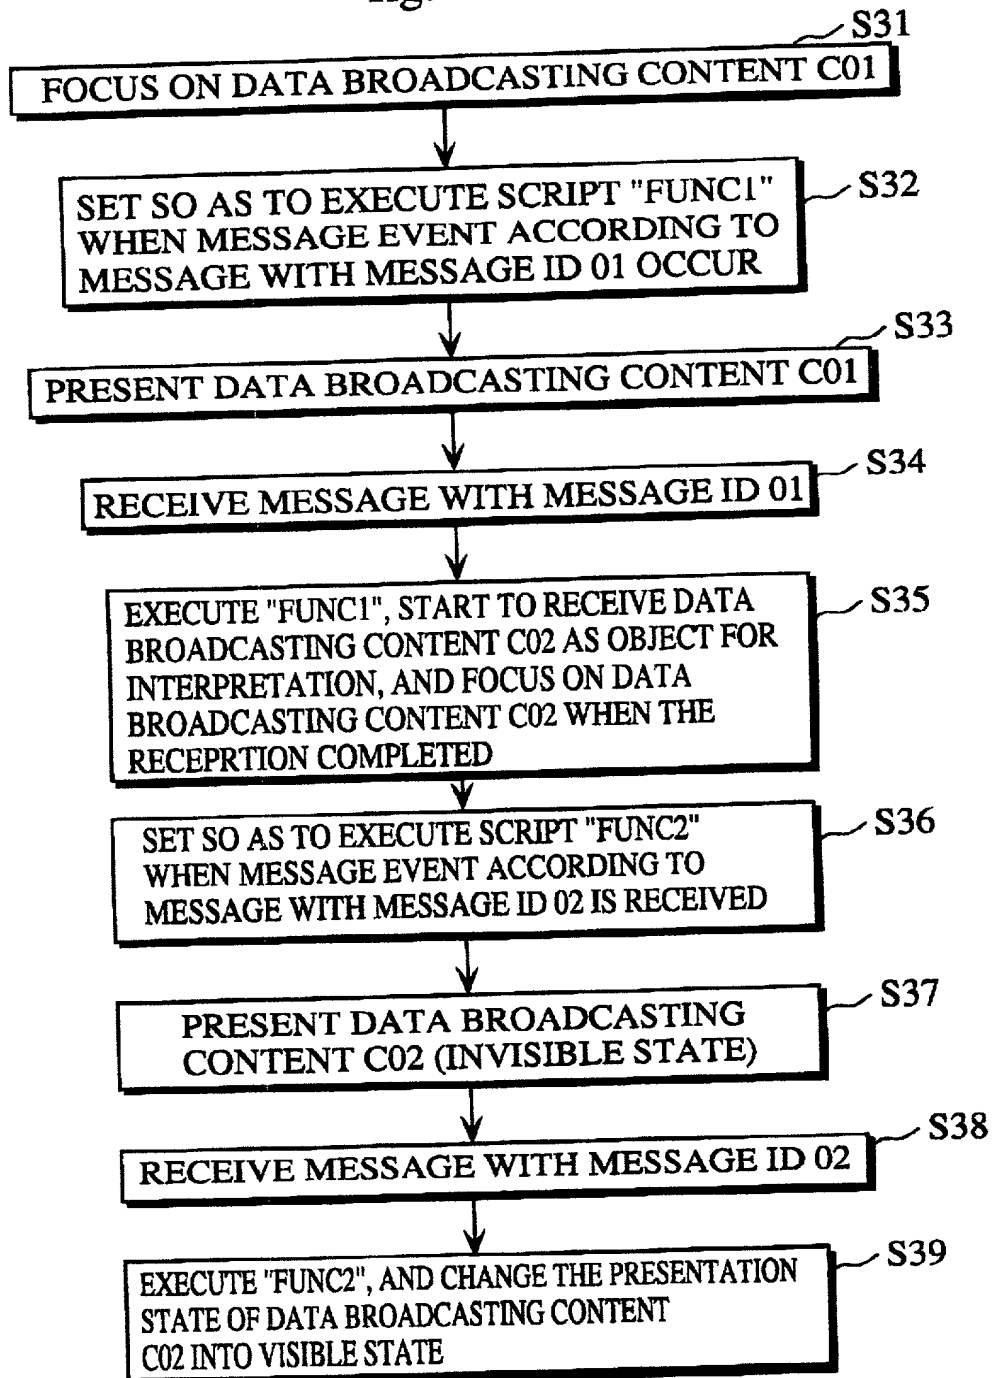 S31
FOCUS ON DATA BROADCASTING CONTENT C01
S32
SET SO AS TO EXECUTE SCRIPT "FUNC1"
WHEN MESSAGE EVENT ACCORDING TO
MESSAGE WITH MESSAGE ID 01 OCCUR
S33
PRESENT DATA BROADCASTING CONTENT C01
S34
RECEIVE MESSAGE WITH MESSAGE ID 01
S35
EXECUTE "FUNC1", START TO RECEIVE DATA
BROADCASTING CONTENT C02 AS OBJECT FOR
INTERPRETATION, AND FOCUS ON DATA
BROADCASTING CONTENT C02 WHEN THE
RECEPRTION COMPLETED
S36
SET SO AS TO EXECUTE SCRIPT "FUNC2"
WHEN MESSAGE EVENT ACCORDING TO
MESSAGE WITH MESSAGE ID 02 IS RECEIVED
S37
PRESENT DATA BROADCASTING
CONTENT C02 (INVISIBLE STATE)
S38
RECEIVE MESSAGE WITH MESSAGE ID 02
S39
EXECUTE "FUNC2", AND CHANGE THE PRESENTATION
STATE OF DATA BROADCASTING CONTENT
C02 INTO VISIBLE STATE